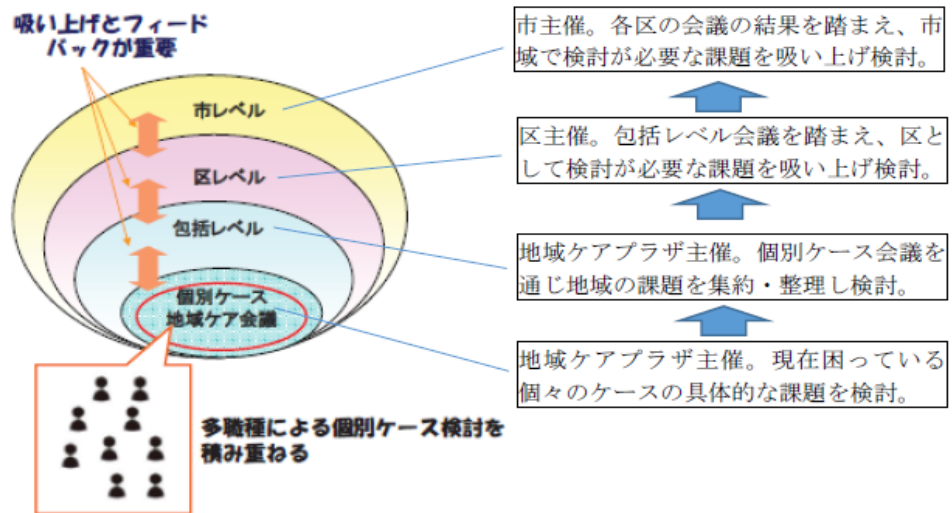 吸い上げとフィード
バックが重要
市レベル
区レベル
包括レベル
個別ケース
地域ケア会議
多職種による個別ケース検討を
積み重ねる
市主催。各区の会議の結果を踏まえ、市
域で検討が必要な課題を吸い上げ検討。
区主催。包括レベル会議を踏まえ、区と
して検討が必要な課題を吸い上げ検討。
地域ケアプラザ主催。個別ケース会議を
通じ地域の課題を集約・整理し検討。
地域ケアプラザ主催。現在困っている
個々のケースの具体的な課題を検討。